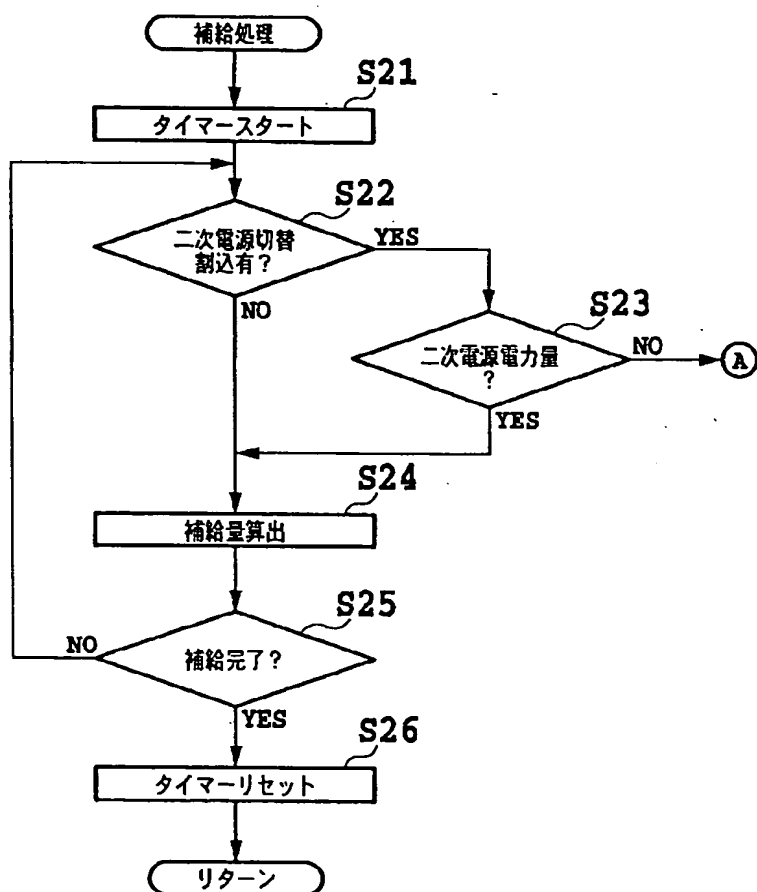 補給処理
S21
タイマースタート
S22
二次電源切替
割込有?
YES
NO
S23
二次電源電力量
?
NO
A
YES
S24
補給量算出
S25
NO
補給完了?
YES
S26
タイマーリセット
リターン